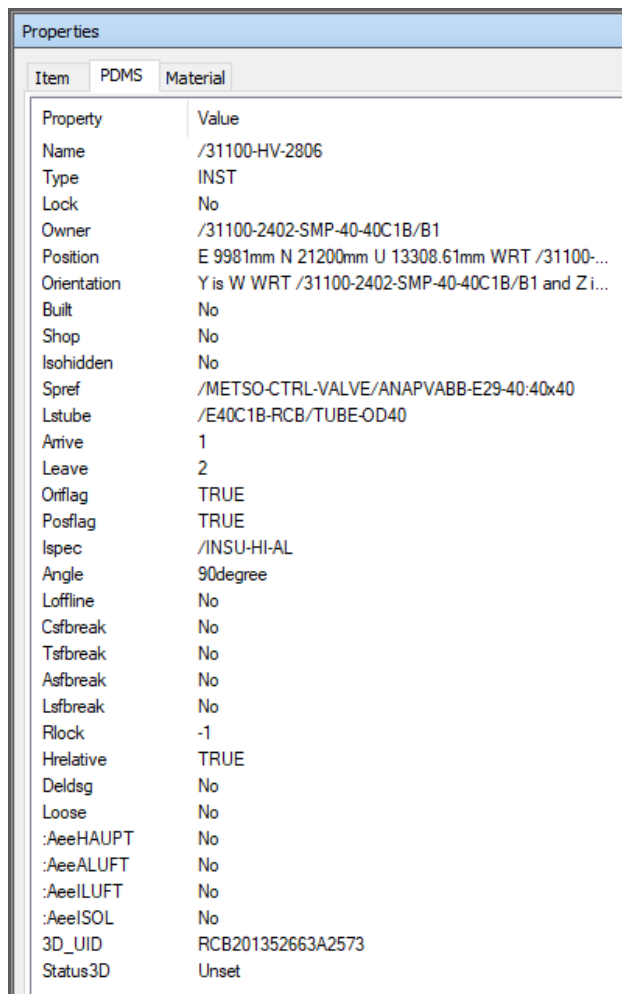 Properties
Item PDMS Material
Property Value
Name /31100-HV-2806
Type INST
Lock No
Owner /31100-2402-SMP-40-40C1B/B1
Position E 9981mm N 21200mm U 13308.61mm WRT /31100-...
Orientation Y is W WRT /31100-2402-SMP-40-40C1B/B1 and Z i...
Built No
Shop No
Isohidden No
Spref /METSO-CTRL-VALVE/ANAPVABB-E29-40:40x40
Lstube /E40C1B-RCB/TUBE-OD40
Arrive 1
Leave 2
Oriflag TRUE
Posflag TRUE
Ispec /INSU-HI-AL
Angle 90degree
Loffline No
Csfbreak No
Tsfbreak No
Asfbreak No
Lsfbreak No
Rlock -1
Hrelative TRUE
Deldsg No
Loose No
:AeeHAUPT No
:AeeALUFT No
:AeeILUFT No
:AeeISOL No
3D_UID RCB201352663A2573
Status3D Unset